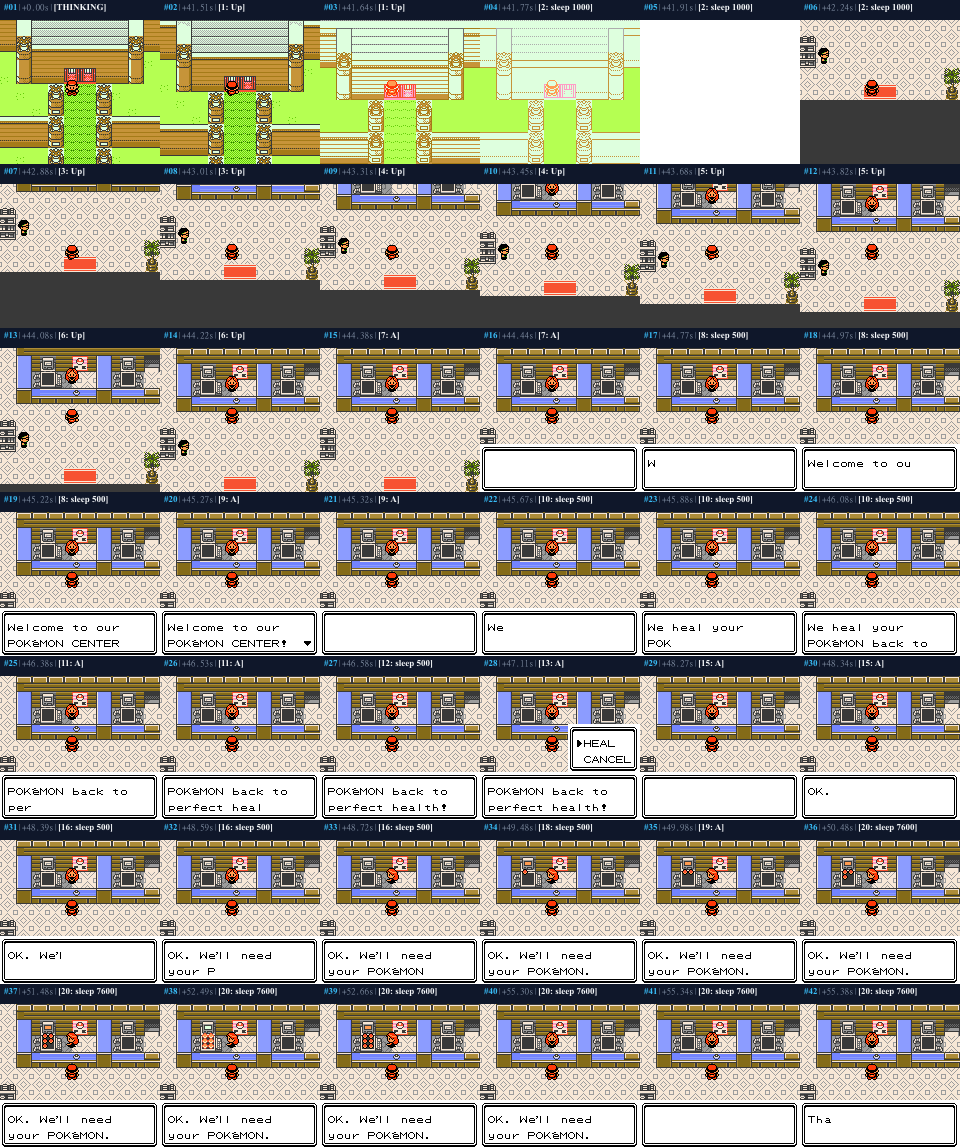 #01|+0.00s|[THINKING]
#02|+41.51s|[1: Up]
#03|+41.64s|[1: Up]
#04|+41.77s|[2: sleep 1000]
#05|+41.91s|[2: sleep 1000]
#06|+42.24s|[2: sleep 1000]
#07|+42.88s|[3: Up]
#08|+43.01s|[3: Up]
#09|+43.31s|[4: Up]
#10|+43.45s|[4: Up]
#11|+43.68s|[5: Up]
#12|+43.82s|[5: Up]
#13|+44.08s|[6: Up]
#14|+44.22s|[6: Up]
#15|+44.38s|[7: A]
#16|+44.44s|[7: A]
#17|+44.77s|[8: sleep 500]
#18|+44.97s|[8: sleep 500]
W
Welcome to ou
#19|+45.22s|[8: sleep 500]
#20|+45.27s|[9: A]
#21|+45.32s|[9: A]
#22|+45.67s|[10: sleep 500]
#23|+45.88s|[10: sleep 500]
#24|+46.08s|[10: sleep 500]
Welcome to our
POKéMON CENTER
Welcome to our
POKéMON CENTER!
We
We heal your
POK
We heal your
POKéMON back to
#25|+46.38s|[11: A]
#26|+46.53s|[11: A]
#27|+46.58s|[12: sleep 500]
#28|+47.11s|[13: A]
#29|+48.27s|[15: A]
#30|+48.34s|[15: A]
POKéMON back to
per
POKéMON back to
perfect heal
POKéMON back to
perfect health!
HEAL
CANCEL
POKéMON back to
perfect health!
OK.
#31|+48.39s|[16: sleep 500]
#32|+48.59s|[16: sleep 500]
#33|+48.72s|[16: sleep 500]
#34|+49.48s|[18: sleep 500]
#35|+49.98s|[19: A]
#36|+50.48s|[20: sleep 7600]
OK. We'l
OK. We'll need
your P
OK. We'll need
your POKéMON
OK. We'll need
your POKéMON.
OK. We'll need
your POKéMON.
OK. We'll need
your POKéMON.
#37|+51.48s|[20: sleep 7600]
#38|+52.49s|[20: sleep 7600]
#39|+52.66s|[20: sleep 7600]
#40|+55.30s|[20: sleep 7600]
#41|+55.34s|[20: sleep 7600]
#42|+55.38s|[20: sleep 7600]
OK. We'll need
your POKéMON.
OK. We'll need
your POKéMON.
OK. We'll need
your POKéMON.
OK. We'll need
your POKéMON.
Tha